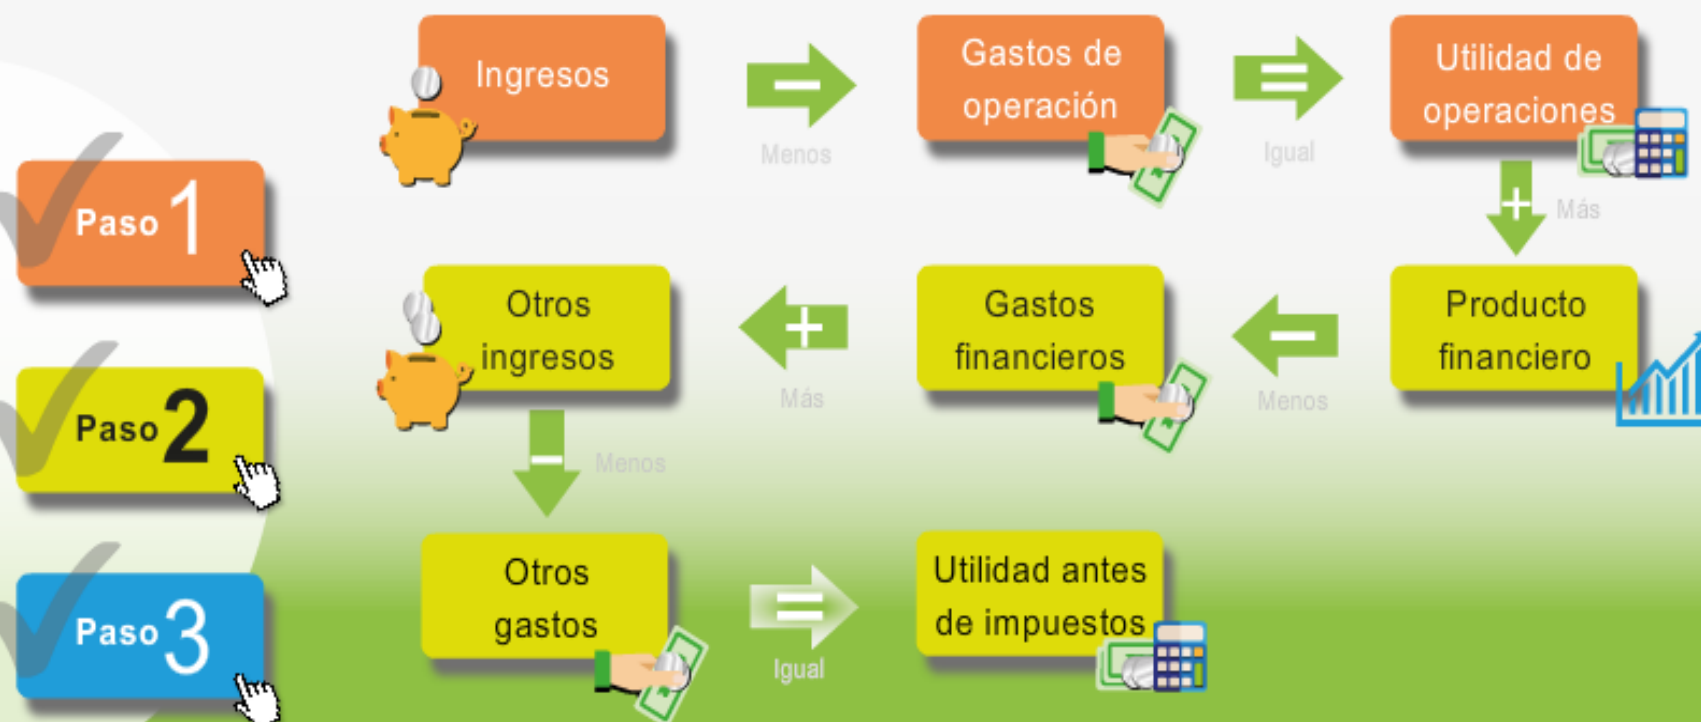 Ingresos
Menos
Gastos de
operación
Igual
Utilidad de
operaciones
Más
Paso 1
Otros
ingresos
Más
Gastos
financieros
Menos
Producto
financiero
Paso 2
Menos
Otros
gastos
Igual
Utilidad antes
de impuestos
Paso 3